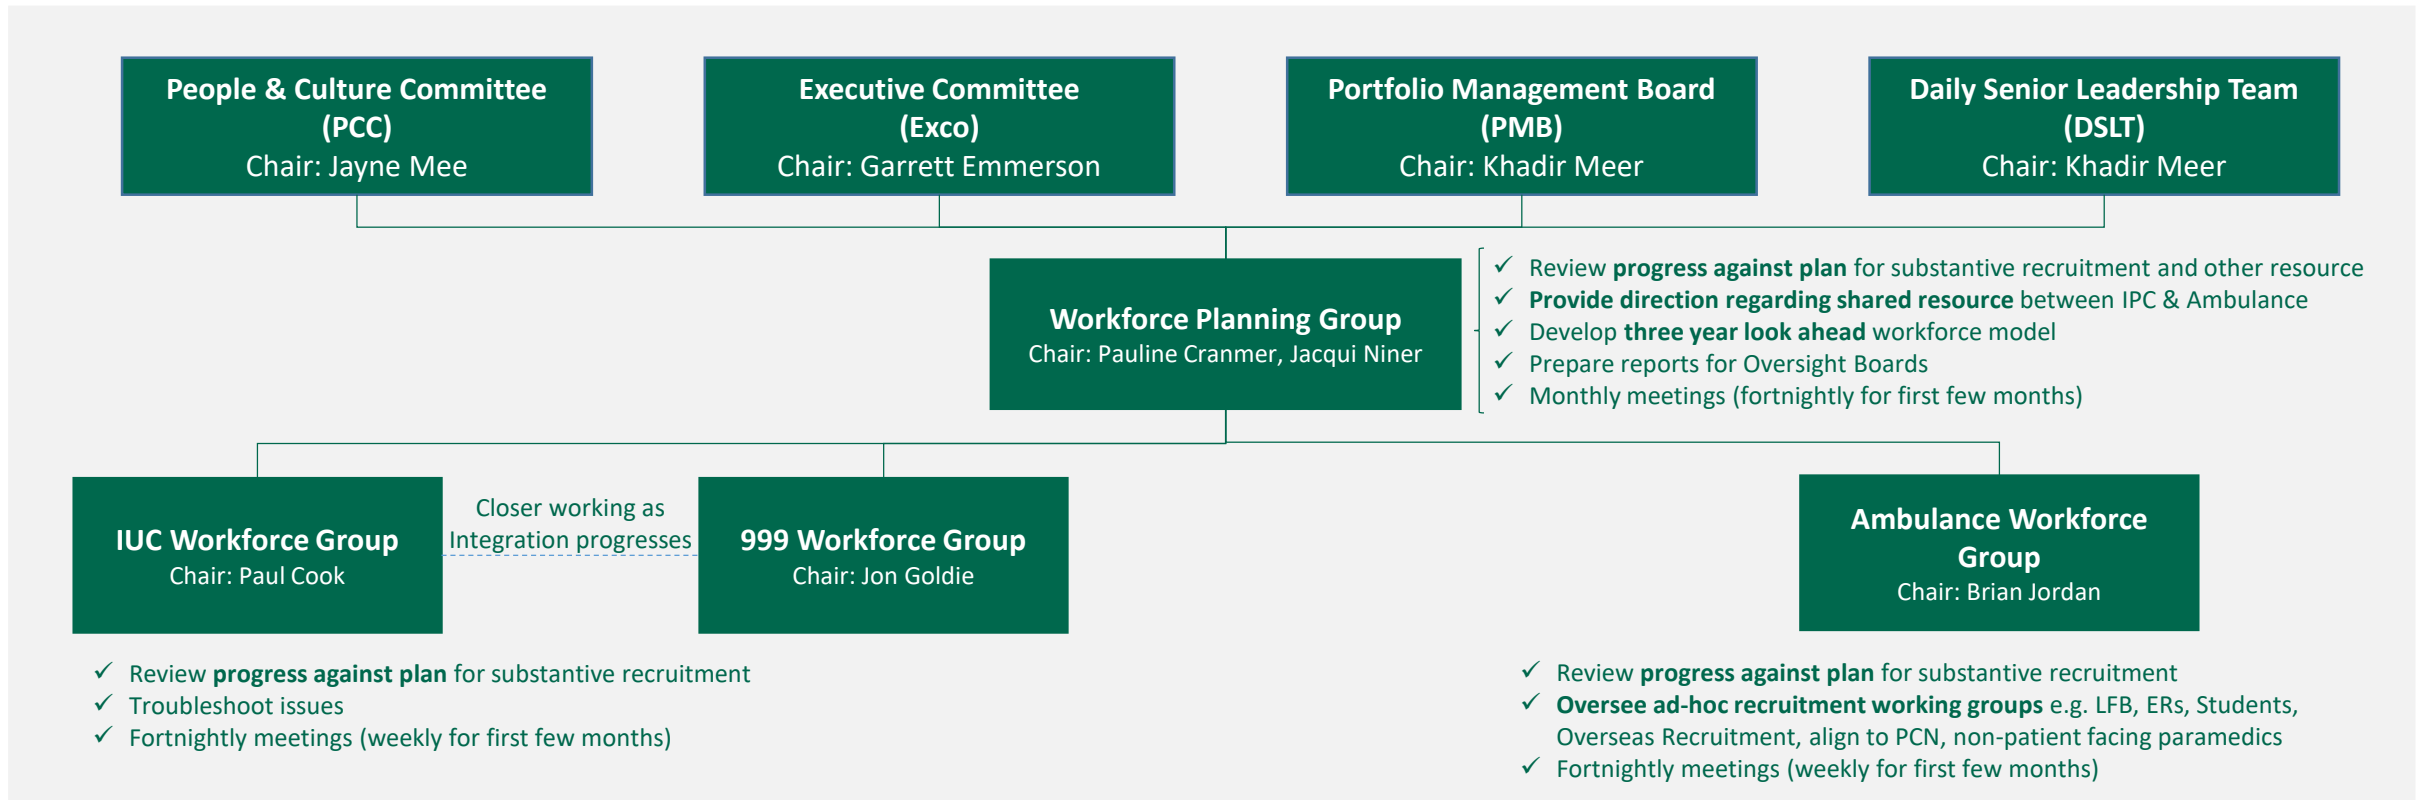 People & Culture Committee
(PCC)
Chair: Jayne Mee
Executive Committee
(Exco)
Chair: Garrett Emmerson
Portfolio Management Board
(PMB)
Chair: Khadir Meer
Daily Senior Leadership Team
(DSLT)
Chair: Khadir Meer
Workforce Planning Group
Chair: Pauline Cranmer, Jacqui Niner
✓ Review progress against plan for substantive recruitment and other resource
✓ Provide direction regarding shared resource between IPC & Ambulance
✓ Develop three year look ahead workforce model
✓ Prepare reports for Oversight Boards
✓ Monthly meetings (fortnightly for first few months)
IUC Workforce Group
Chair: Paul Cook
Closer working as
Integration progresses
999 Workforce Group
Chair: Jon Goldie
Ambulance Workforce
Group
Chair: Brian Jordan
✓ Review progress against plan for substantive recruitment
✓ Troubleshoot issues
✓ Fortnightly meetings (weekly for first few months)
✓ Review progress against plan for substantive recruitment
✓ Oversee ad-hoc recruitment working groups e.g. LFB, ERs, Students,
Overseas Recruitment, align to PCN, non-patient facing paramedics
✓ Fortnightly meetings (weekly for first few months)